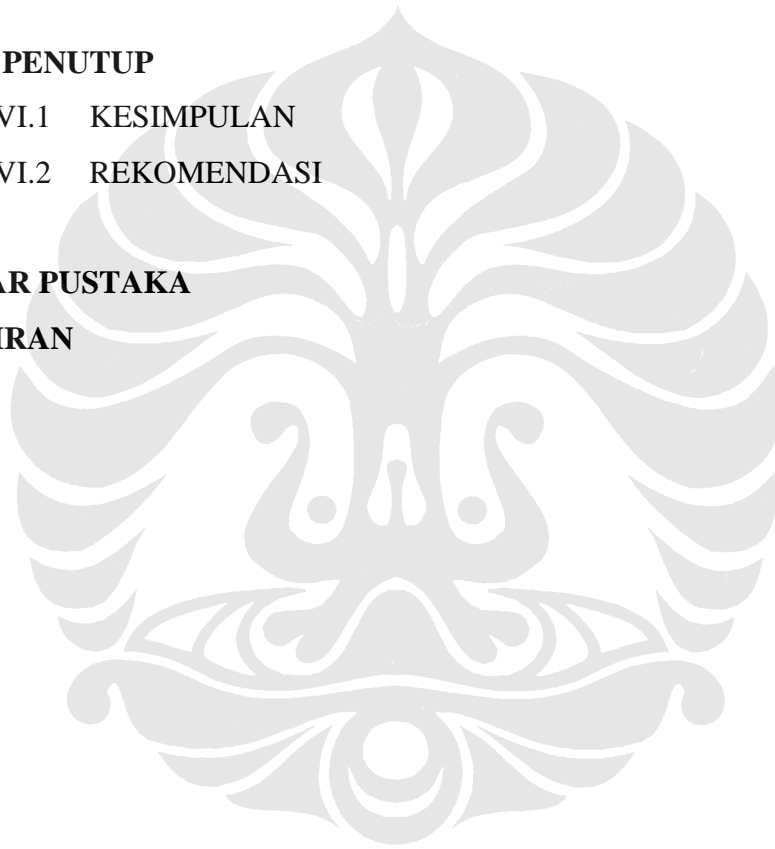 PENUTUP
VI.1 KESIMPULAN
VI.2 REKOMENDASI
AR PUSTAKA
IRAN